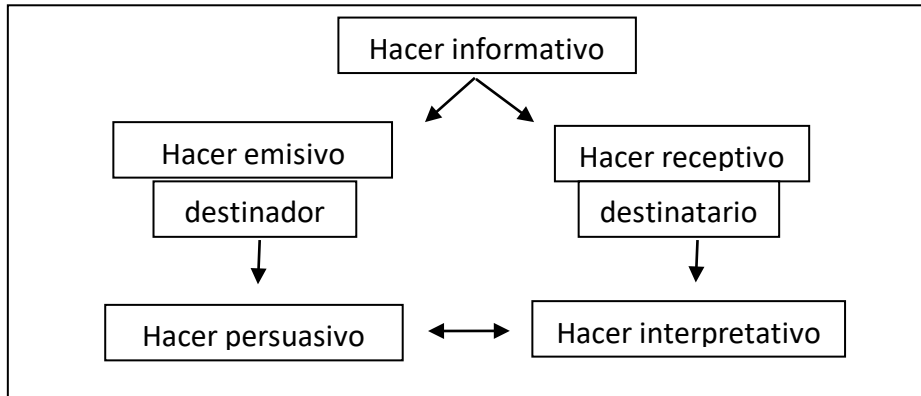 Hacer informativo
Hacer emisivo
Hacer receptivo
destinador
destinatario
Hacer persuasivo
Hacer interpretativo